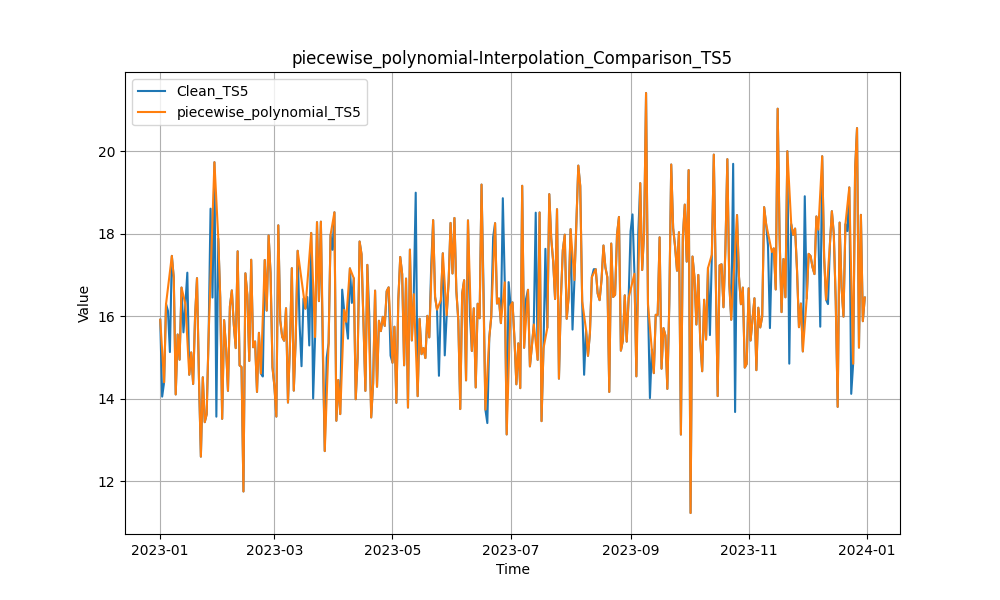 piecewise_polynomial-Interpolation_Comparison_TS5
Clean_TS5
piecewise_polynomial_TS5
Value
20
18
16
14
12
2023-01 2023-03 2023-05 2023-07 2023-09 2023-11 2024-01
Time